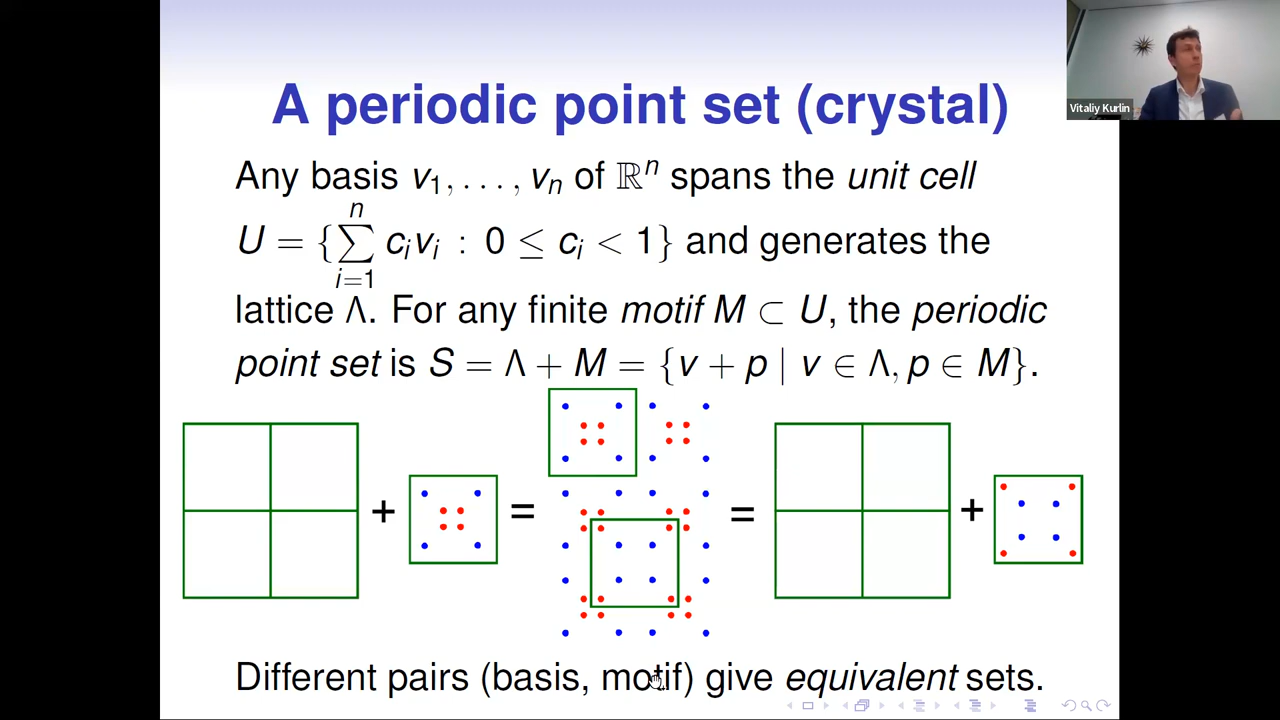 A periodic point set (crystal)
Vitaliy Kurlin
Any basis v₁, . . . , vₙ of ℝⁿ spans the unit cell
U = {∑ⁿᵢ₌₁ cᵢvᵢ : 0 ≤ cᵢ < 1} and generates the
lattice Λ. For any finite motif M ⊂ U, the periodic
point set is S = Λ + M = {v + p | v ∈ Λ, p ∈ M}.
+ = = +
Different pairs (basis, motif) give equivalent sets.